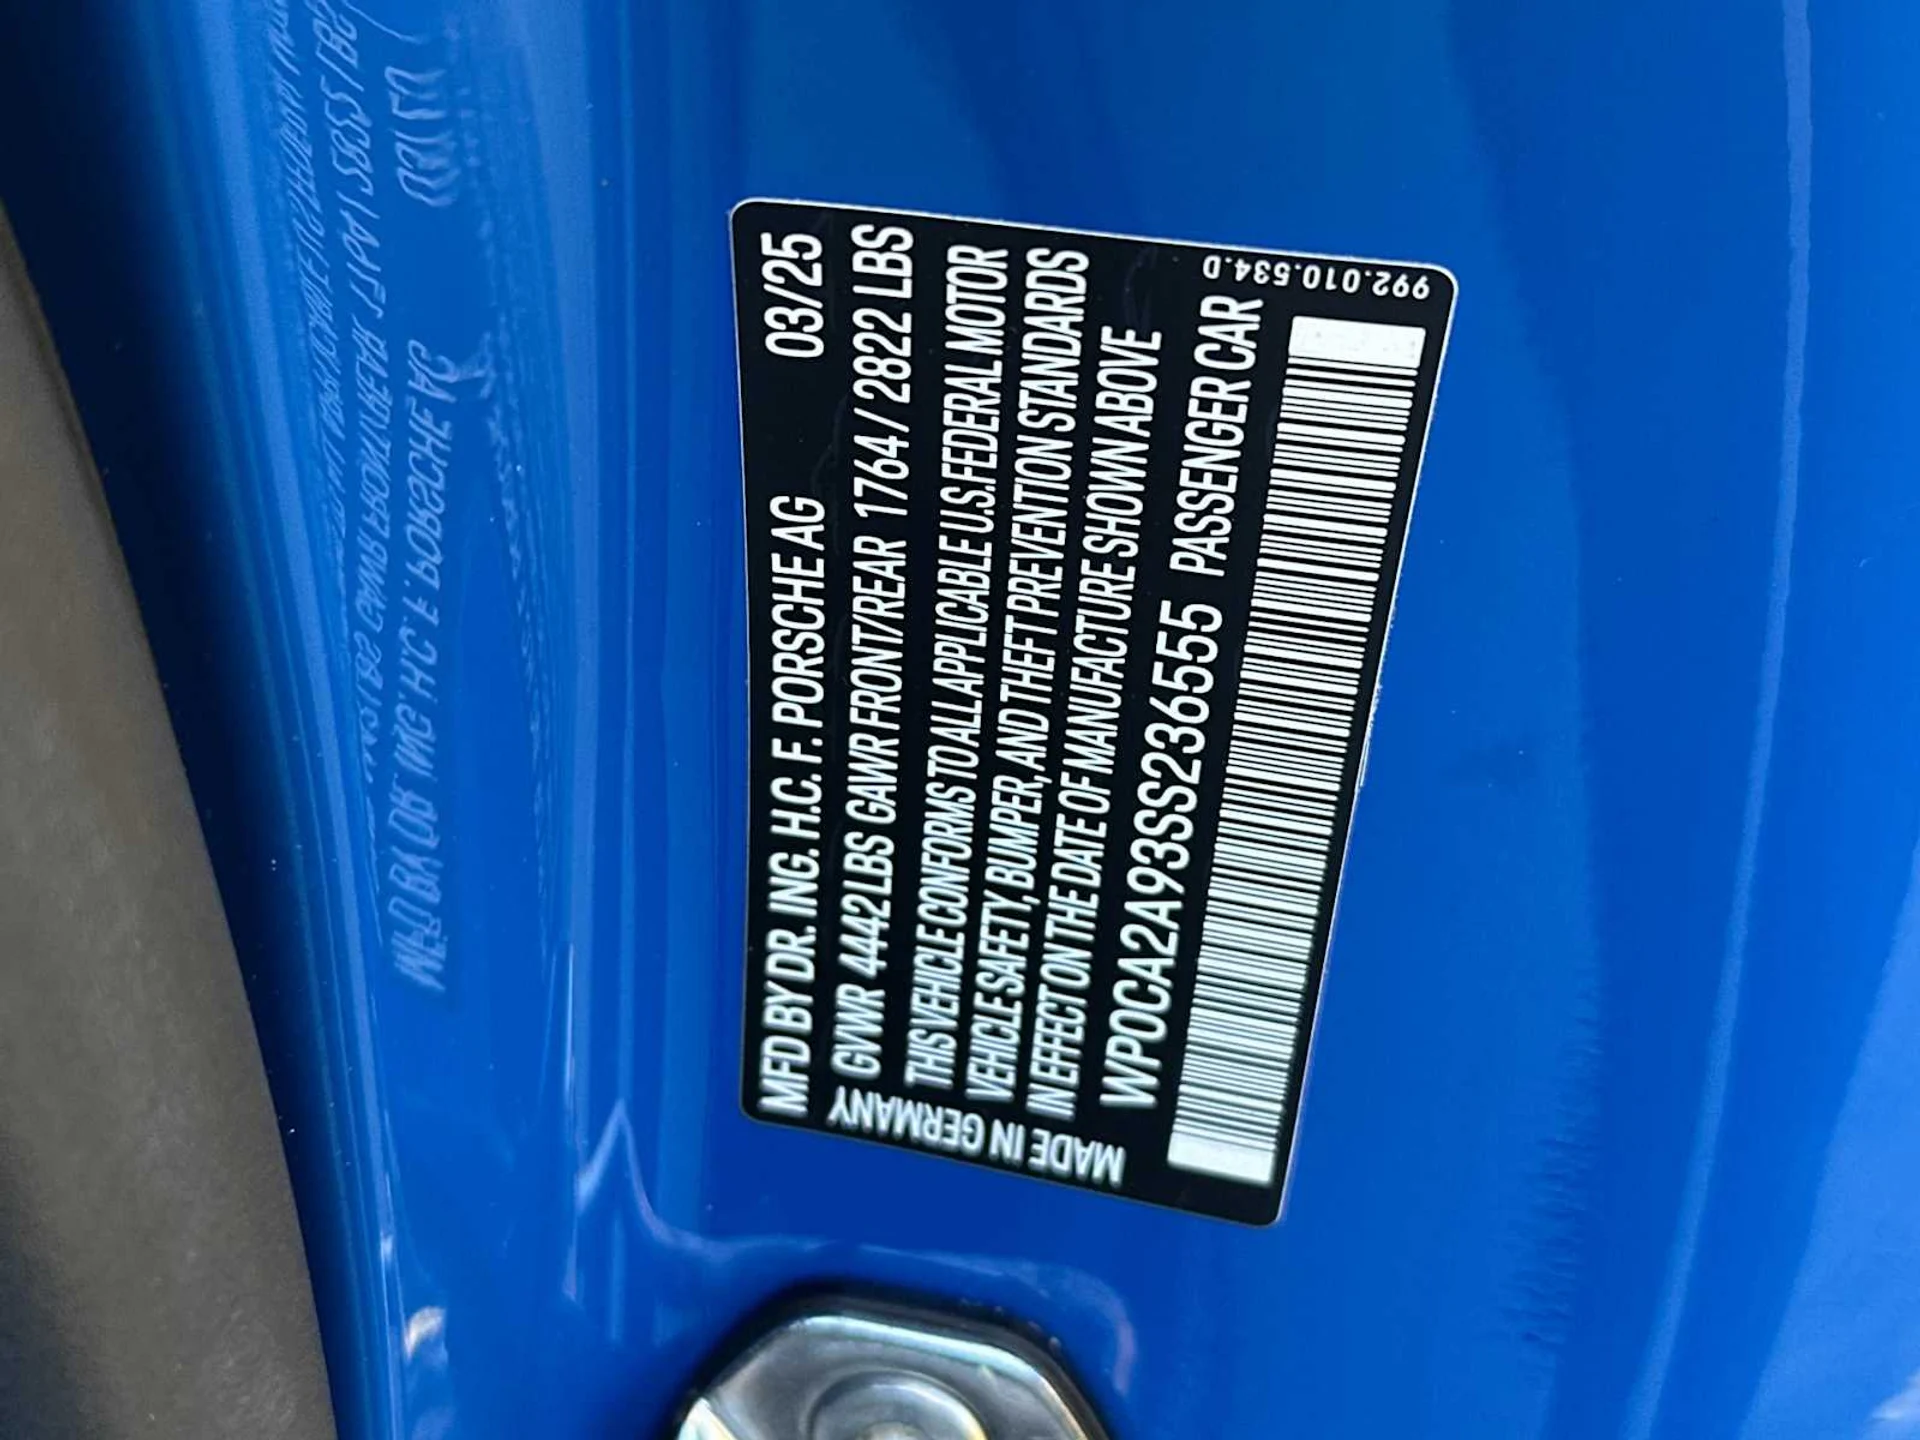 MFD BY DR. ING. H.C. F. PORSCHE AG 03/25
GVWR 4442 LBS GAWR FRONT/REAR 1764 / 2822 LBS
THIS VEHICLE CONFORMS TO ALL APPLICABLE U.S. FEDERAL MOTOR
VEHICLE SAFETY, BUMPER, AND THEFT PREVENTION STANDARDS
IN EFFECT ON THE DATE OF MANUFACTURE SHOWN ABOVE
WP0CA2A93SS236555 PASSENGER CAR
MADE IN GERMANY
992.010.534.D